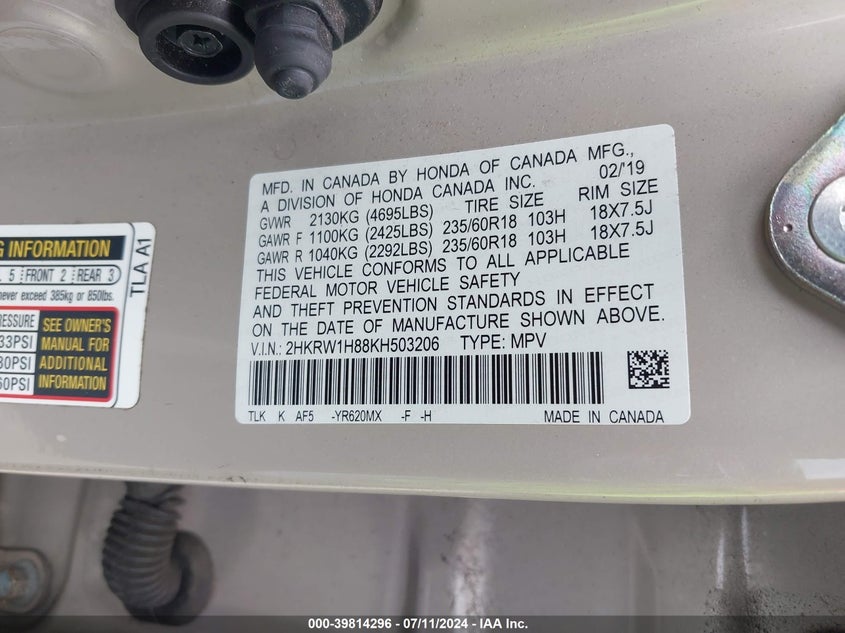 MFD. IN CANADA BY HONDA OF CANADA MFG.,
A DIVISION OF HONDA CANADA INC. 02/'19
GVWR 2130KG (4695LBS) TIRE SIZE RIM SIZE
GAWR F 1100KG (2425LBS) 235/60R18 103H 18X7.5J
GAWR R 1040KG (2292LBS) 235/60R18 103H 18X7.5J
THIS VEHICLE CONFORMS TO ALL APPLICABLE
FEDERAL MOTOR VEHICLE SAFETY
AND THEFT PREVENTION STANDARDS IN EFFECT
ON THE DATE OF MANUFACTURE SHOWN ABOVE.
V.I.N.: 2HKRW1H88KH503206 TYPE: MPV
TLK K AF5 -YR620MX -F -H MADE IN CANADA
INFORMATION
5 FRONT 2 REAR 3
never exceed 385kg or 850lbs.
SEE OWNER'S
33PSI MANUAL FOR
ADDITIONAL
60PSI INFORMATION
TLA A1
000-39814296 - 07/11/2024 - IAA Inc.